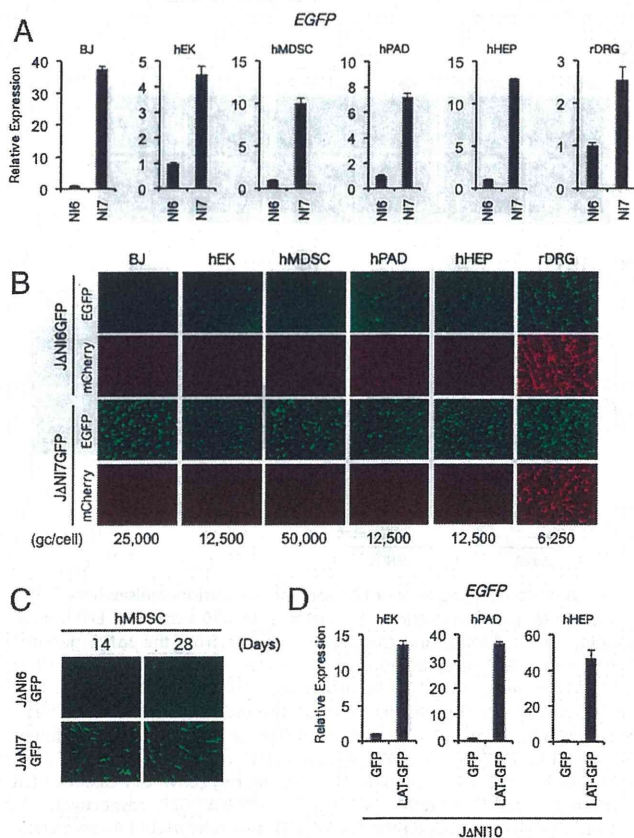 A
EGFP
BJ hEK hMDSC hPAD hHEP rDRG
Relative Expression
40 30 20 10 0
5 4 3 2 1 0
15 10 5 0
10 8 6 4 2 0
15 10 5 0
3 2 1 0
NI6 NI7 NI6 NI7 NI6 NI7 NI6 NI7 NI6 NI7 NI6 NI7
B
BJ hEK hMDSC hPAD hHEP rDRG
JΔNI6GFP
EGFP
mCherry
JΔNI7GFP
EGFP
mCherry
(gc/cell) 25,000 12,500 50,000 12,500 12,500 6,250
C
hMDSC
14 28 (Days)
JΔNI6
GFP
JΔNI7
GFP
D
EGFP
hEK hPAD hHEP
Relative Expression
15 10 5 0
40 30 20 10 0
60 40 20 0
GFP LAT-GFP GFP LAT-GFP GFP LAT-GFP
JΔNI10